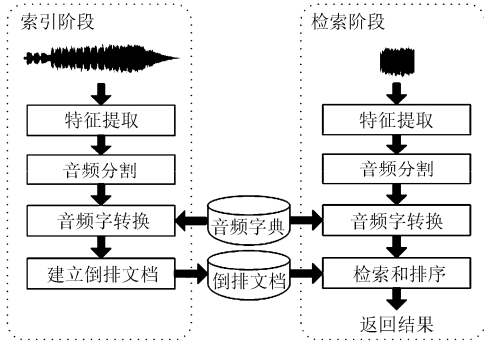 索引阶段
特征提取
音频分割
音频字转换
建立倒排文档
音频字典
倒排文档
检索阶段
特征提取
音频分割
音频字转换
检索和排序
返回结果